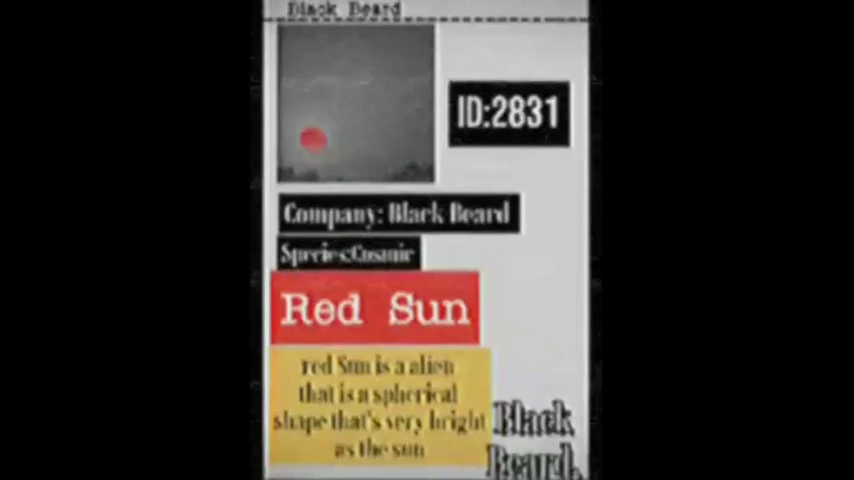 Black Beard
ID:2831
Company: Black Beard
Species:Cosmic
Red Sun
red Sun is a alien
that is a spherical
shape that's very bright
as the sun
Black
Beard.